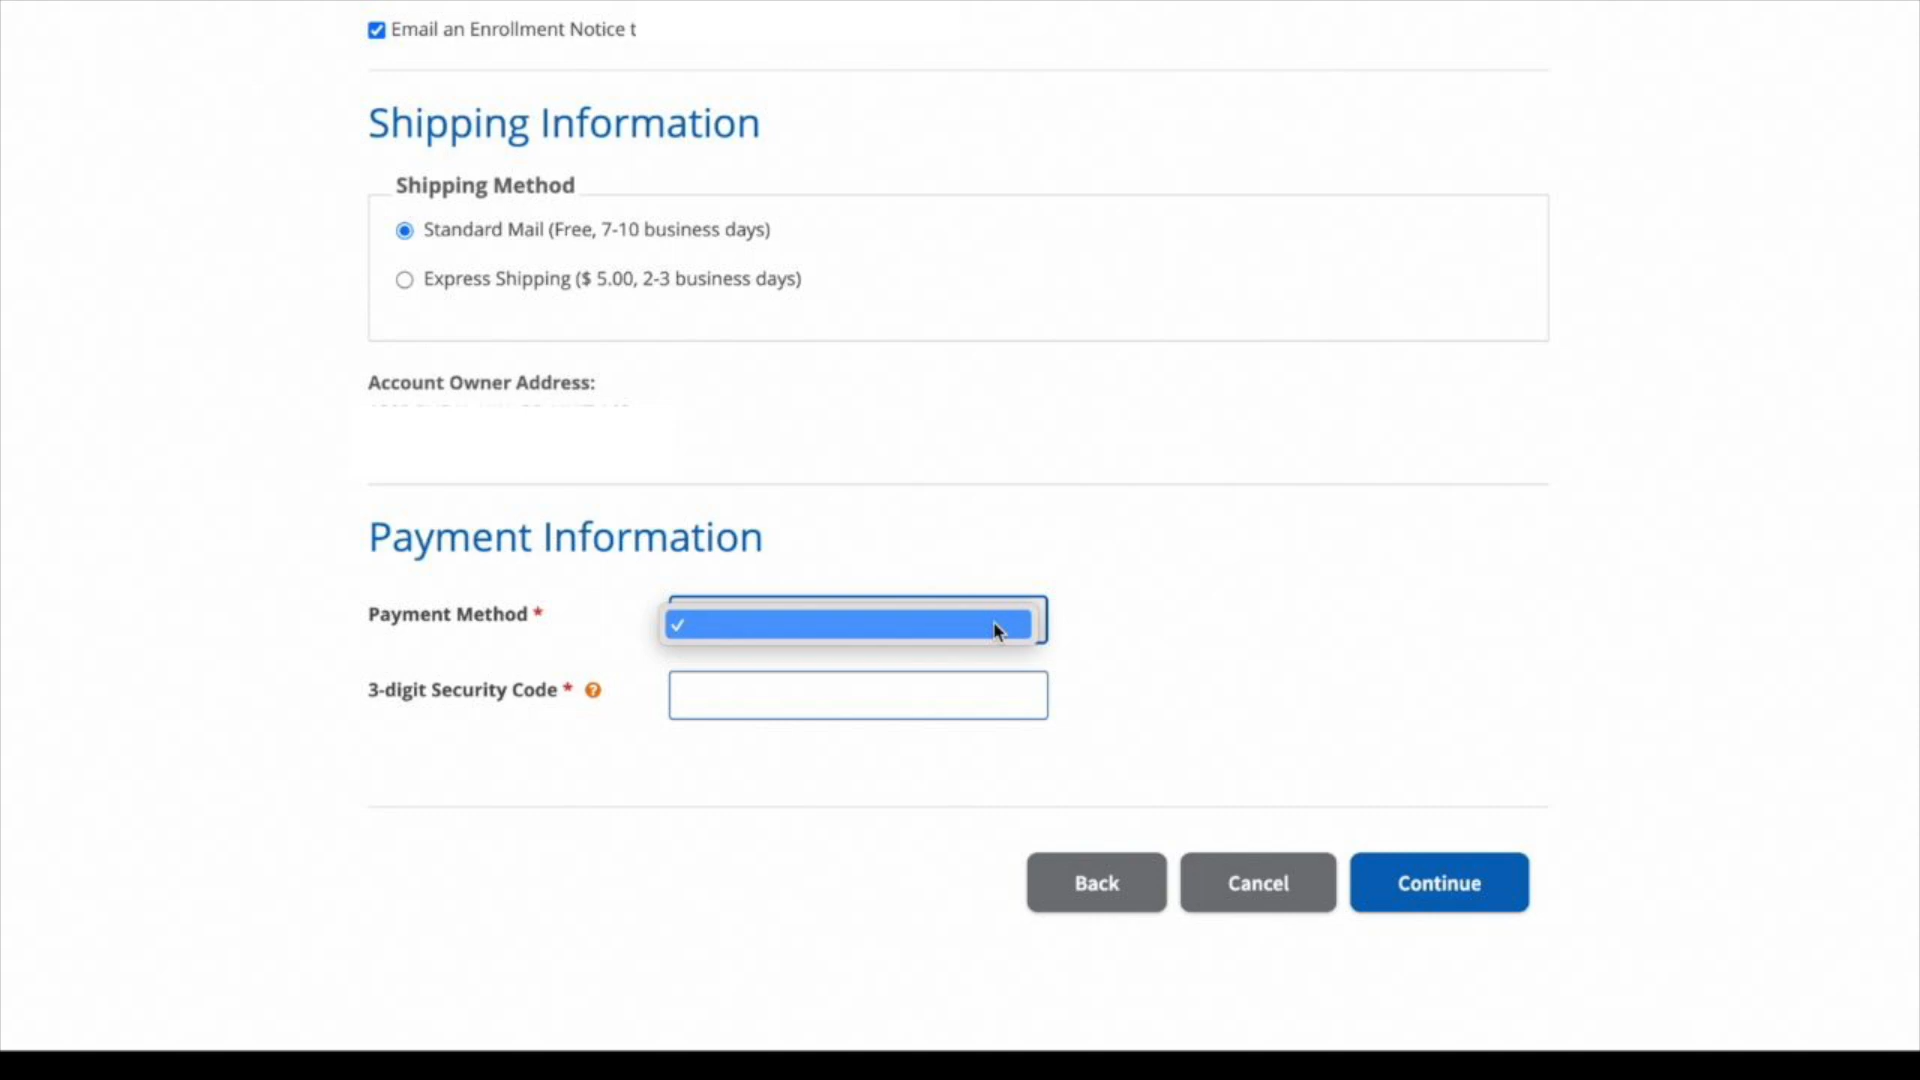 Email an Enrollment Notice t
Shipping Information
Shipping Method
Standard Mail (Free, 7-10 business days)
Express Shipping ($ 5.00, 2-3 business days)
Account Owner Address:
Payment Information
Payment Method *
3-digit Security Code * ?
Back Cancel Continue